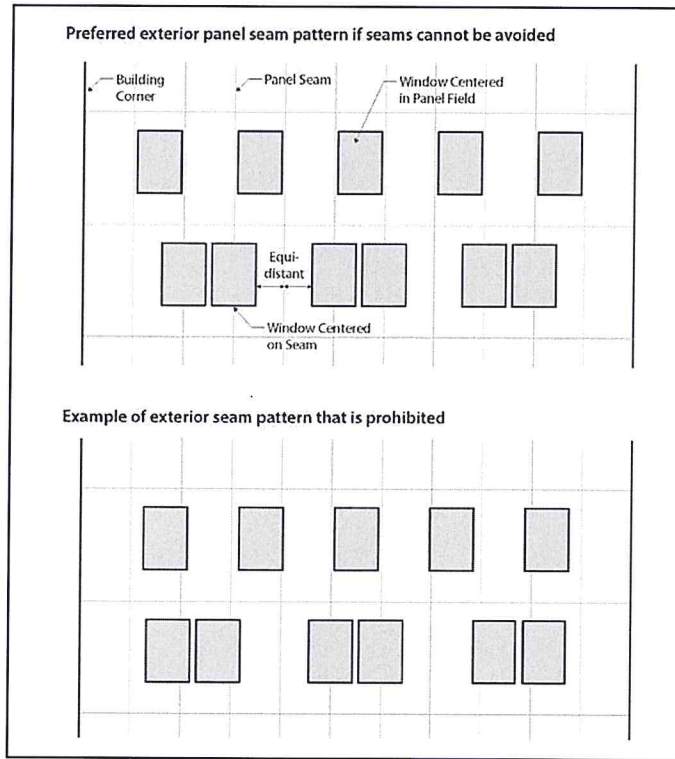 Preferred exterior panel seam pattern if seams cannot be avoided
Building
Corner
Panel Seam
Window Centered
in Panel Field
Equi-
distant
Window Centered
on Seam
Example of exterior seam pattern that is prohibited